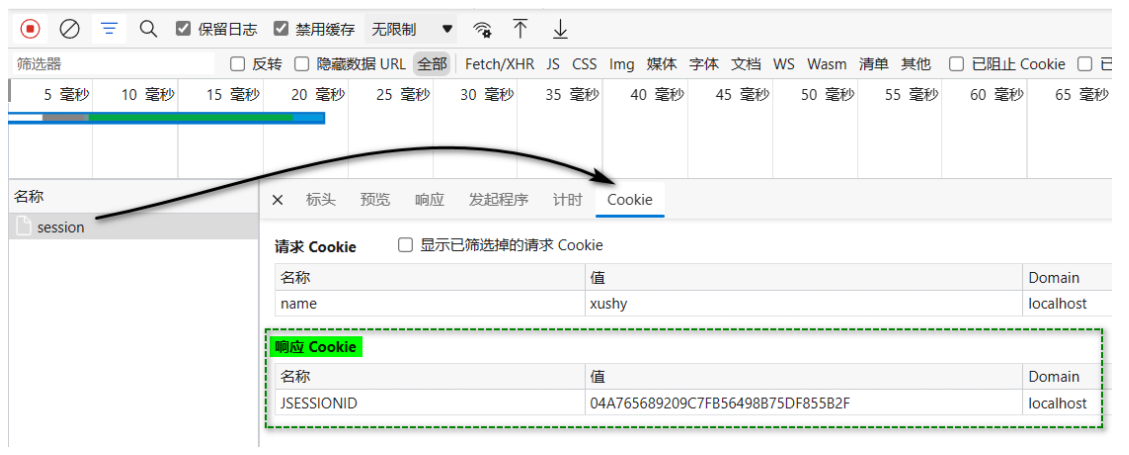 保留日志 禁用缓存 无限制
筛选器 反转 隐藏数据 URL 全部 Fetch/XHR JS CSS Img 媒体 字体 文档 WS Wasm 清单 其他 已阻止 Cookie 已
5 毫秒 10 毫秒 15 毫秒 20 毫秒 25 毫秒 30 毫秒 35 毫秒 40 毫秒 45 毫秒 50 毫秒 55 毫秒 60 毫秒 65 毫秒
名称
session
标头 预览 响应 发起程序 计时 Cookie
请求 Cookie 显示已筛选掉的请求 Cookie
名称 值 Domain
name xushy localhost
响应 Cookie
名称 值 Domain
JSESSIONID 04A765689209C7FB56498B75DF855B2F localhost